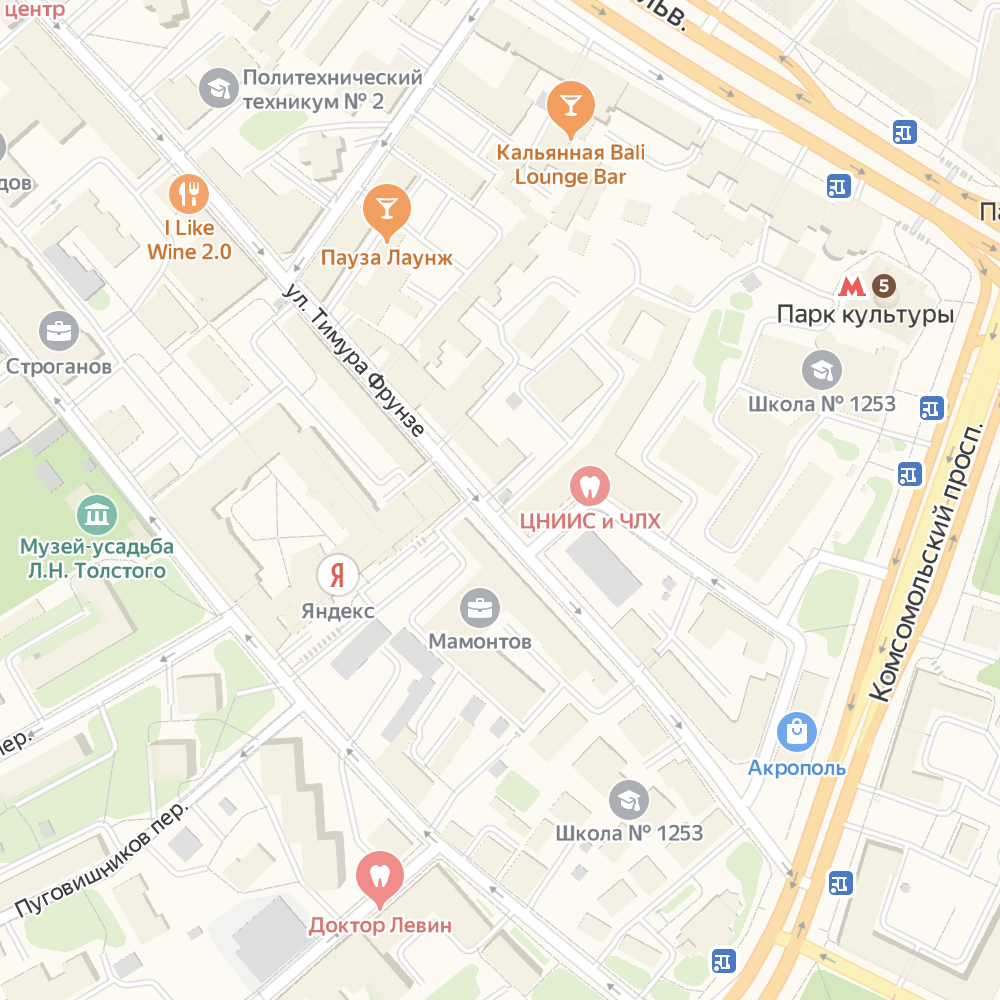 центр
Политехнический
техникум № 2
Кальянная Bali
Lounge Bar
I Like
Wine 2.0
Пауза Лаунж
5
Парк культуры
ул. Тимура Фрунзе
Строганов
Школа № 1253
Комсомольский просп.
ЦНИИС и ЧЛХ
Музей-усадьба
Л.Н. Толстого
Я
Яндекс
Мамонтов
пер.
Акрополь
Школа № 1253
Пуговишников пер.
Доктор Левин